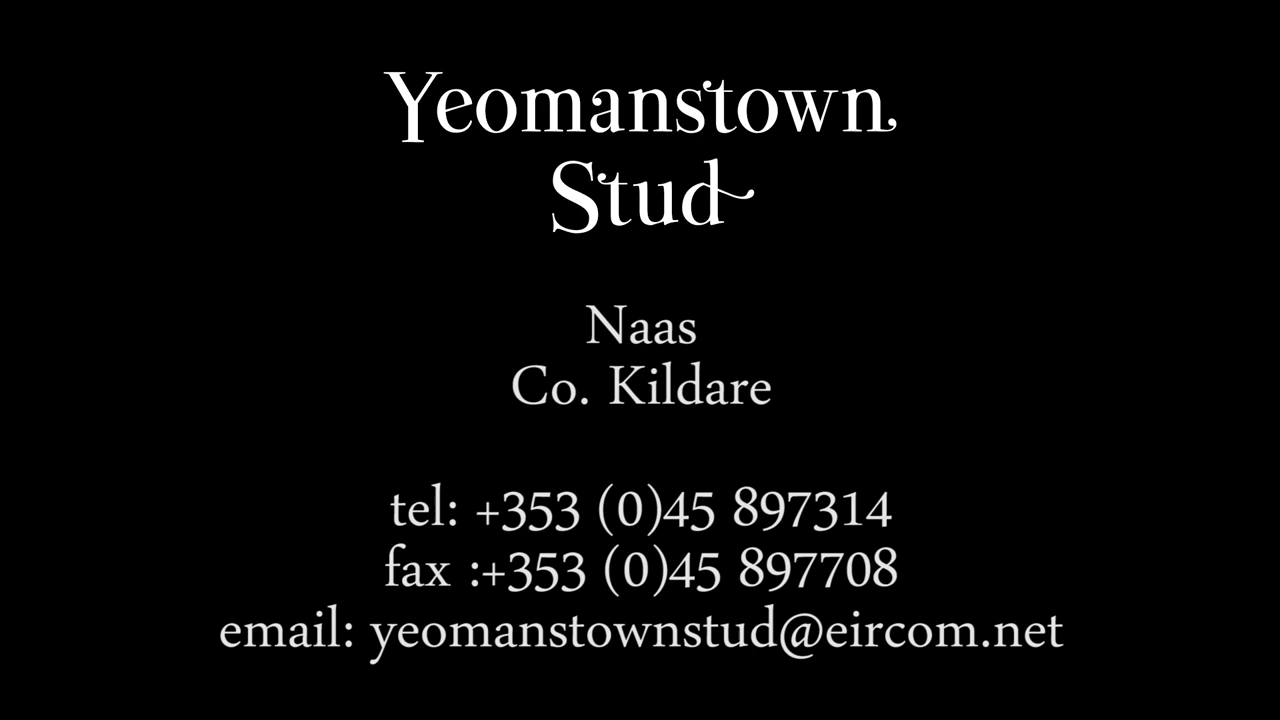 Yeomanstown
Stud
Naas
Co. Kildare
tel: +353 (0)45 897314
fax :+353 (0)45 897708
email: yeomanstownstud@eircom.net